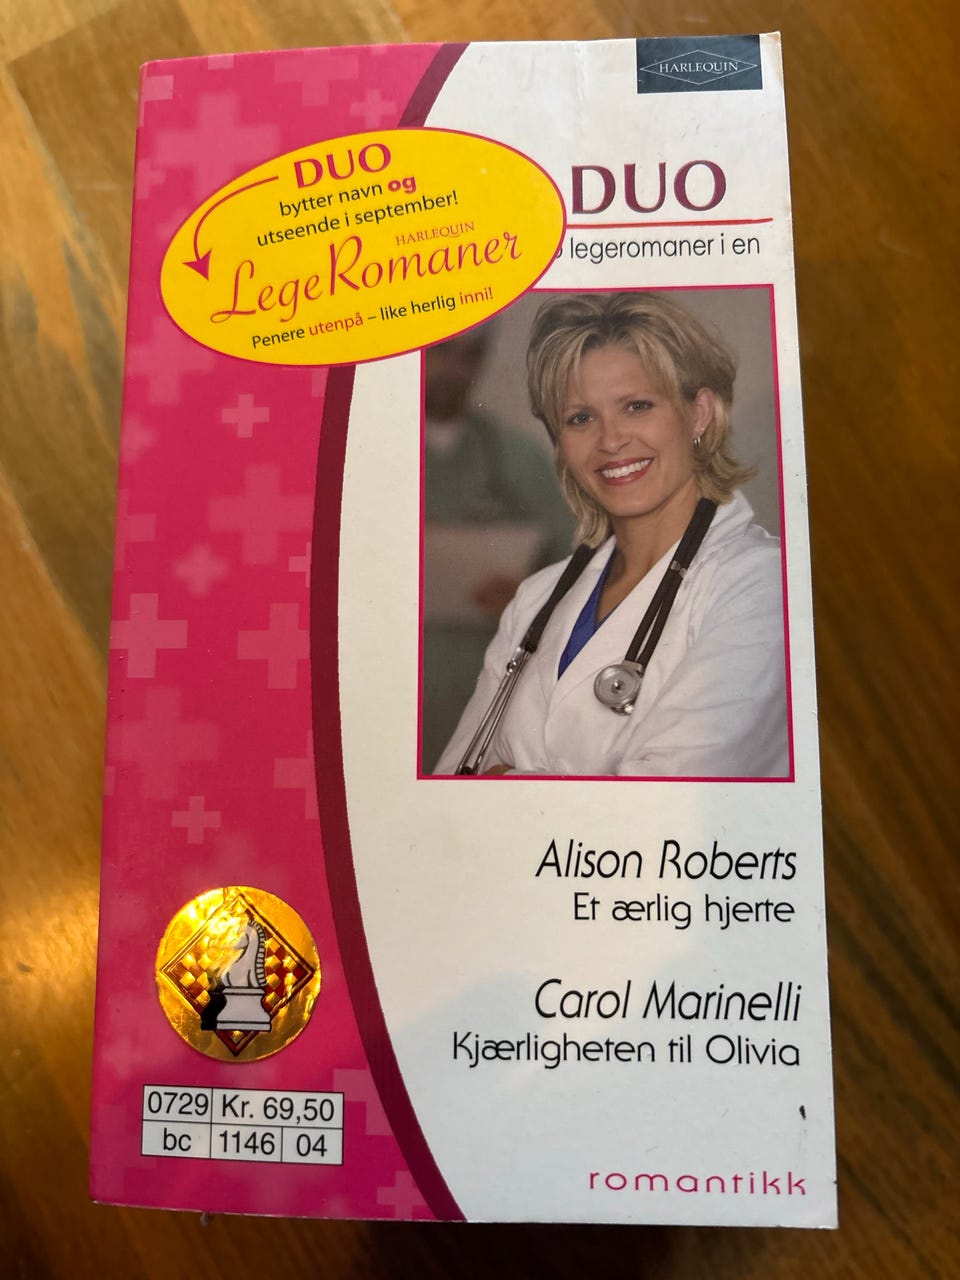 HARLEQUIN
DUO
legeromaner i en
DUO
bytter navn og
utseende i september!
HARLEQUIN
LegeRomaner
Penere utenpå – like herlig inni!
Alison Roberts
Et ærlig hjerte
Carol Marinelli
Kjærligheten til Olivia
0729 Kr. 69,50
bc 1146 04
romantikk